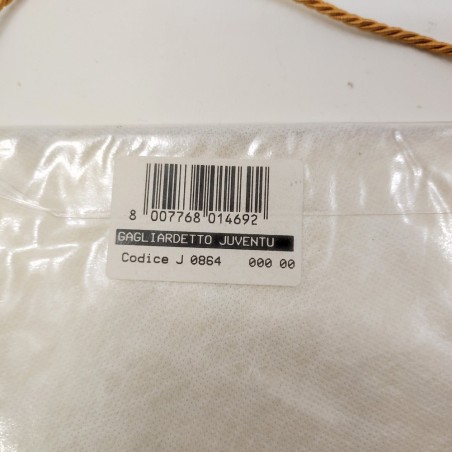 8 007768 014692
GAGLIARDETTO JUVENTU
Codice J 0864 000 00